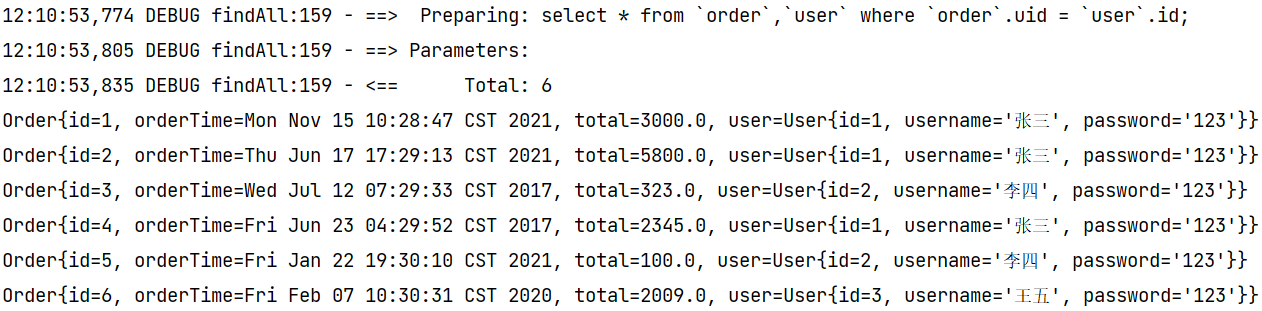 12:10:53,774 DEBUG findAll:159 - ==>  Preparing: select * from `order`,`user` where `order`.uid = `user`.id;
12:10:53,805 DEBUG findAll:159 - ==> Parameters:
12:10:53,835 DEBUG findAll:159 - <==      Total: 6
Order{id=1, orderTime=Mon Nov 15 10:28:47 CST 2021, total=3000.0, user=User{id=1, username='张三', password='123'}}
Order{id=2, orderTime=Thu Jun 17 17:29:13 CST 2021, total=5800.0, user=User{id=1, username='张三', password='123'}}
Order{id=3, orderTime=Wed Jul 12 07:29:33 CST 2017, total=323.0, user=User{id=2, username='李四', password='123'}}
Order{id=4, orderTime=Fri Jun 23 04:29:52 CST 2017, total=2345.0, user=User{id=1, username='张三', password='123'}}
Order{id=5, orderTime=Fri Jan 22 19:30:10 CST 2021, total=100.0, user=User{id=2, username='李四', password='123'}}
Order{id=6, orderTime=Fri Feb 07 10:30:31 CST 2020, total=2009.0, user=User{id=3, username='王五', password='123'}}